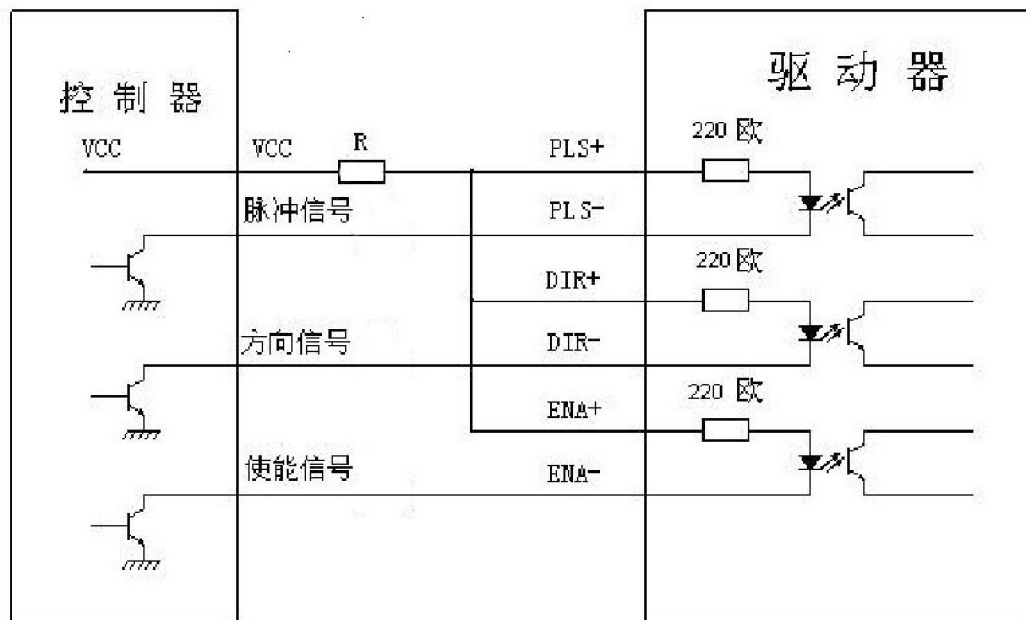 控制器
驱动器
VCC
VCC
R
PLS+
220 欧
脉冲信号
PLS-
DIR+
220 欧
方向信号
DIR-
ENA+
220 欧
使能信号
ENA-